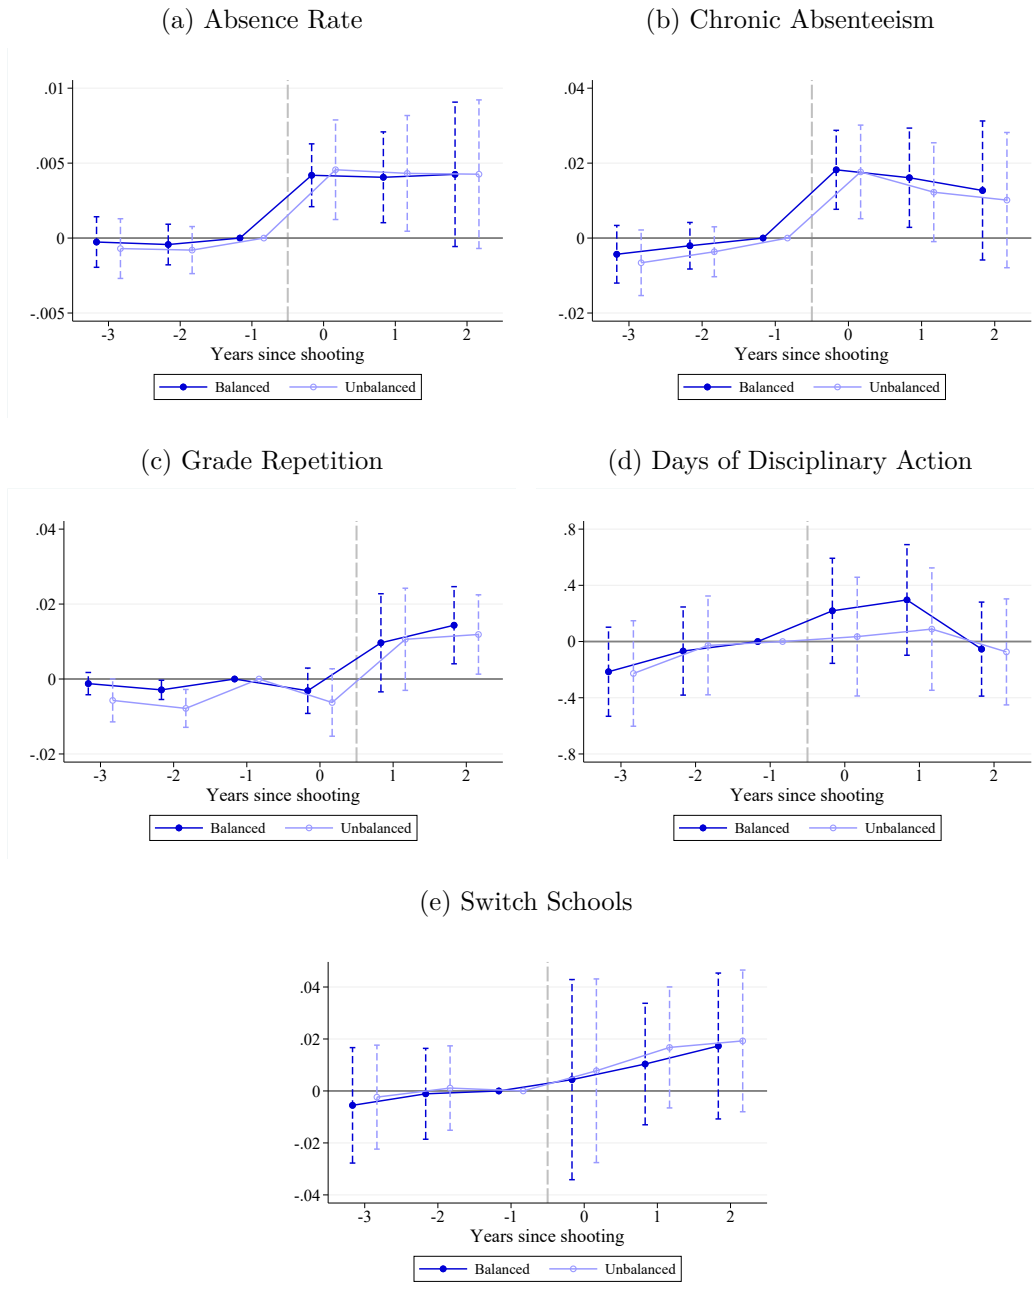 (a) Absence Rate
(b) Chronic Absenteeism
.01
.005
0
-.005
-3 -2 -1 0 1 2
Years since shooting
Balanced Unbalanced
.04
.02
0
-.02
-3 -2 -1 0 1 2
Years since shooting
Balanced Unbalanced
(c) Grade Repetition
(d) Days of Disciplinary Action
.04
.02
0
-.02
-3 -2 -1 0 1 2
Years since shooting
Balanced Unbalanced
.8
.4
0
-.4
-.8
-3 -2 -1 0 1 2
Years since shooting
Balanced Unbalanced
(e) Switch Schools
.04
.02
0
-.02
-.04
-3 -2 -1 0 1 2
Years since shooting
Balanced Unbalanced